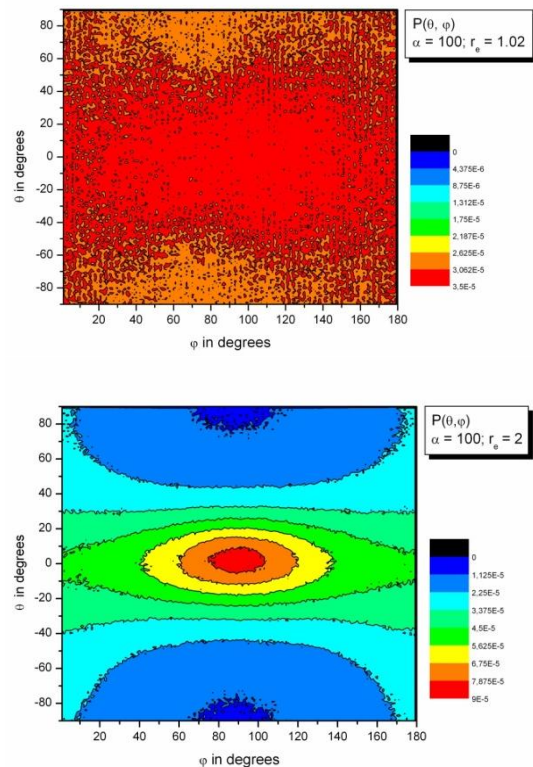 P(θ, φ)
α = 100; r_e = 1.02
80
60
40
20
0
-20
-40
-60
-80
θ in degrees
20 40 60 80 100 120 140 160 180
φ in degrees
0
4,375E-6
8,75E-6
1,312E-5
1,75E-5
2,187E-5
2,625E-5
3,062E-5
3,5E-5
P(θ,φ)
α = 100; r_e = 2
80
60
40
20
0
-20
-40
-60
-80
θ in degrees
20 40 60 80 100 120 140 160 180
φ in degrees
0
1,125E-5
2,25E-5
3,375E-5
4,5E-5
5,625E-5
6,75E-5
7,875E-5
9E-5